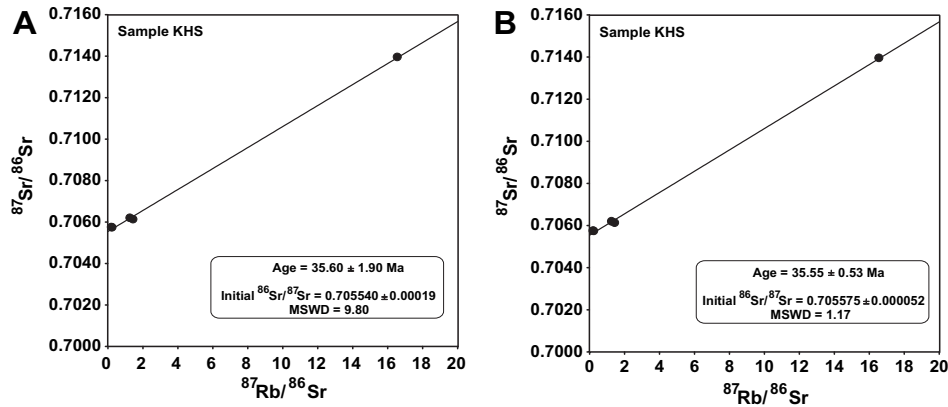 A
Sample KHS
0.7160
0.7140
0.7120
0.7100
0.7080
0.7060
0.7040
0.7020
0.7000
87Sr/86Sr
Age = 35.60 ± 1.90 Ma
Initial 86Sr/87Sr = 0.705540 ±0.00019
MSWD = 9.80
0 2 4 6 8 10 12 14 16 18 20
87Rb/86Sr
B
Sample KHS
0.7160
0.7140
0.7120
0.7100
0.7080
0.7060
0.7040
0.7020
0.7000
87Sr/86Sr
Age = 35.55 ± 0.53 Ma
Initial 86Sr/87Sr = 0.705575 ±0.000052
MSWD = 1.17
0 2 4 6 8 10 12 14 16 18 20
87Rb/86Sr